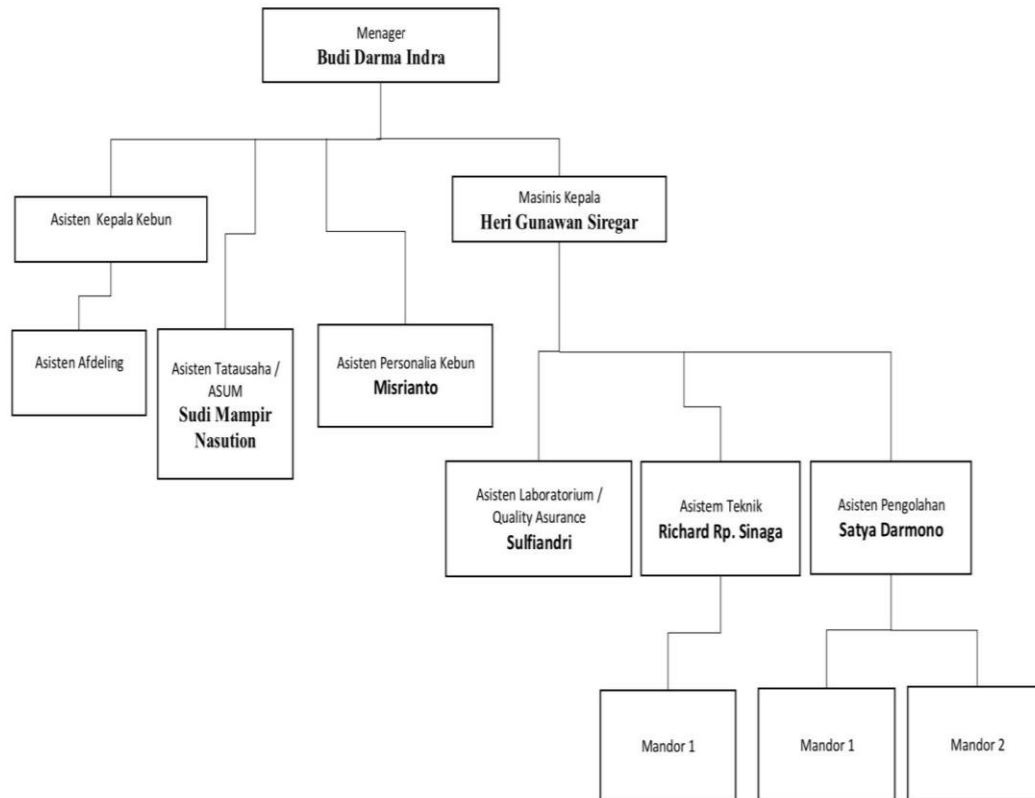 Menager
Budi Darma Indra
Asisten Kepala Kebun
Masinis Kepala
Heri Gunawan Siregar
Asisten Afdeling
Asisten Tatausaha /
ASUM
Sudi Mampir
Nasution
Asisten Personalia Kebun
Misrianto
Asisten Laboratorium /
Quality Asurance
Sulfiandri
Asistem Teknik
Richard Rp. Sinaga
Asisten Pengolahan
Satya Darmono
Mandor 1
Mandor 1
Mandor 2